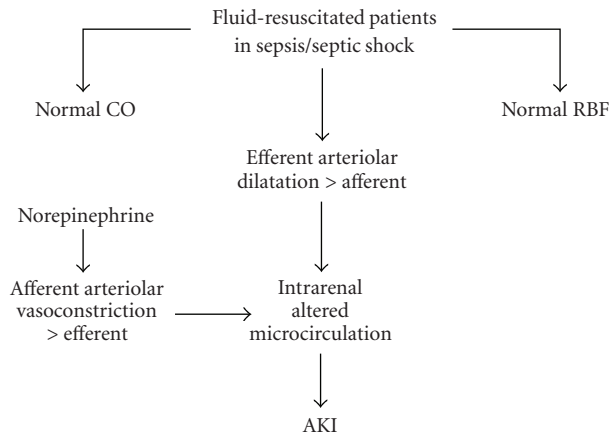 Fluid-resuscitated patients
in sepsis/septic shock
Normal CO
Normal RBF
Efferent arteriolar
dilatation > afferent
Norepinephrine
Afferent arteriolar
vasoconstriction
> efferent
Intrarenal
altered
microcirculation
AKI